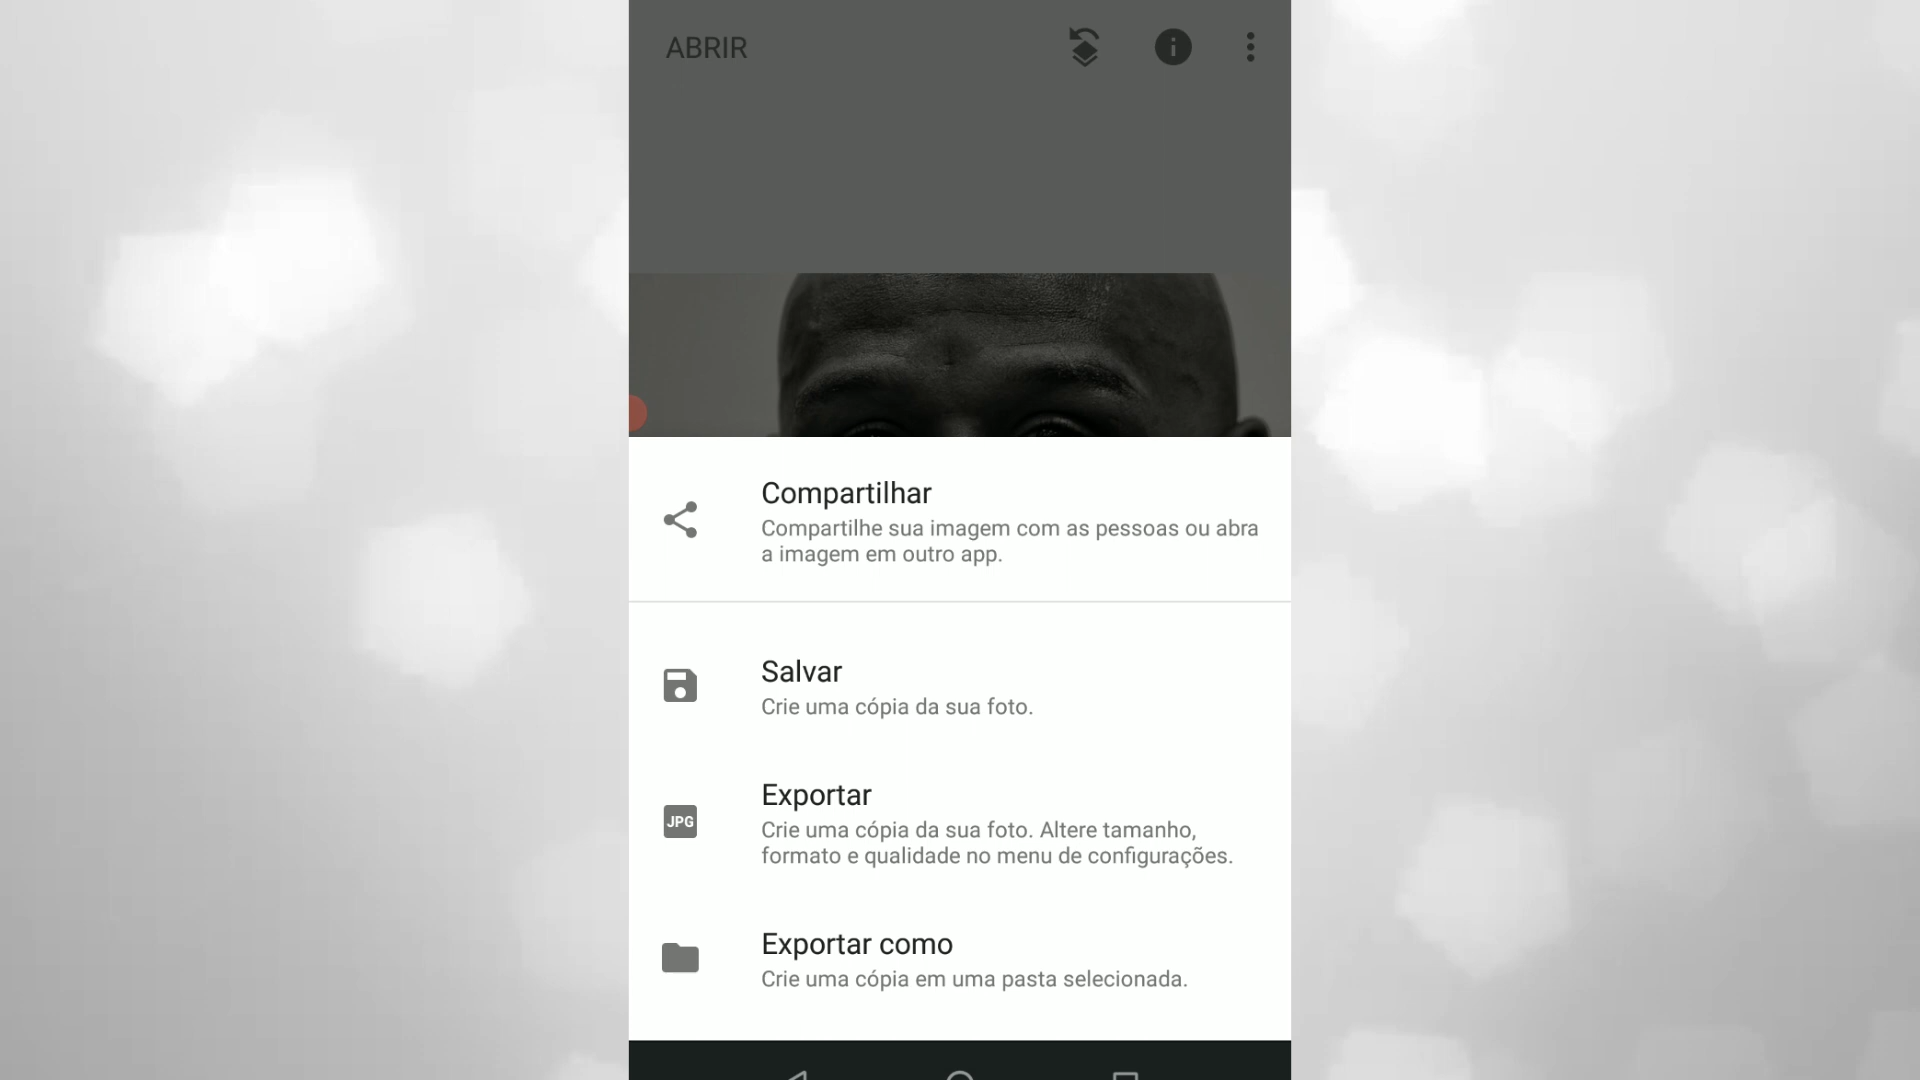 ABRIR
Compartilhar
Compartilhe sua imagem com as pessoas ou abra
a imagem em outro app.
Salvar
Crie uma cópia da sua foto.
JPG
Exportar
Crie uma cópia da sua foto. Altere tamanho,
formato e qualidade no menu de configurações.
Exportar como
Crie uma cópia em uma pasta selecionada.